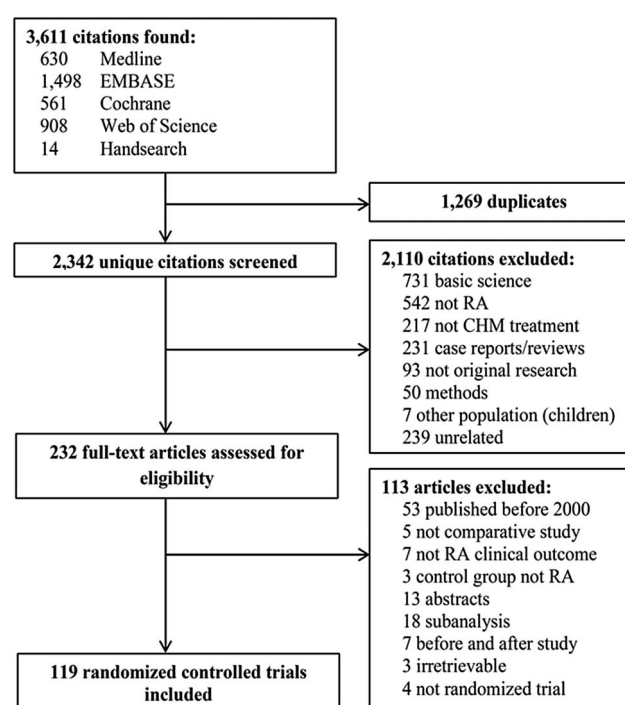 3,611 citations found:
630 Medline
1,498 EMBASE
561 Cochrane
908 Web of Science
14 Handsearch
1,269 duplicates
2,342 unique citations screened
2,110 citations excluded:
731 basic science
542 not RA
217 not CHM treatment
231 case reports/reviews
93 not original research
50 methods
7 other population (children)
239 unrelated
232 full-text articles assessed for
eligibility
113 articles excluded:
53 published before 2000
5 not comparative study
7 not RA clinical outcome
3 control group not RA
13 abstracts
18 subanalysis
7 before and after study
3 irretrievable
4 not randomized trial
119 randomized controlled trials
included